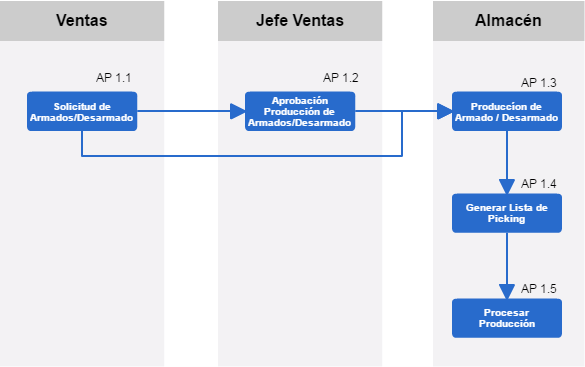 Ventas
Jefe Ventas
Almacén
AP 1.1
Solicitud de
Armados/Desarmado
AP 1.2
Aprobación
Producción de
Armados/Desarmado
AP 1.3
Produccíon de
Armado / Desarmado
AP 1.4
Generar Lista de
Picking
AP 1.5
Procesar
Producción